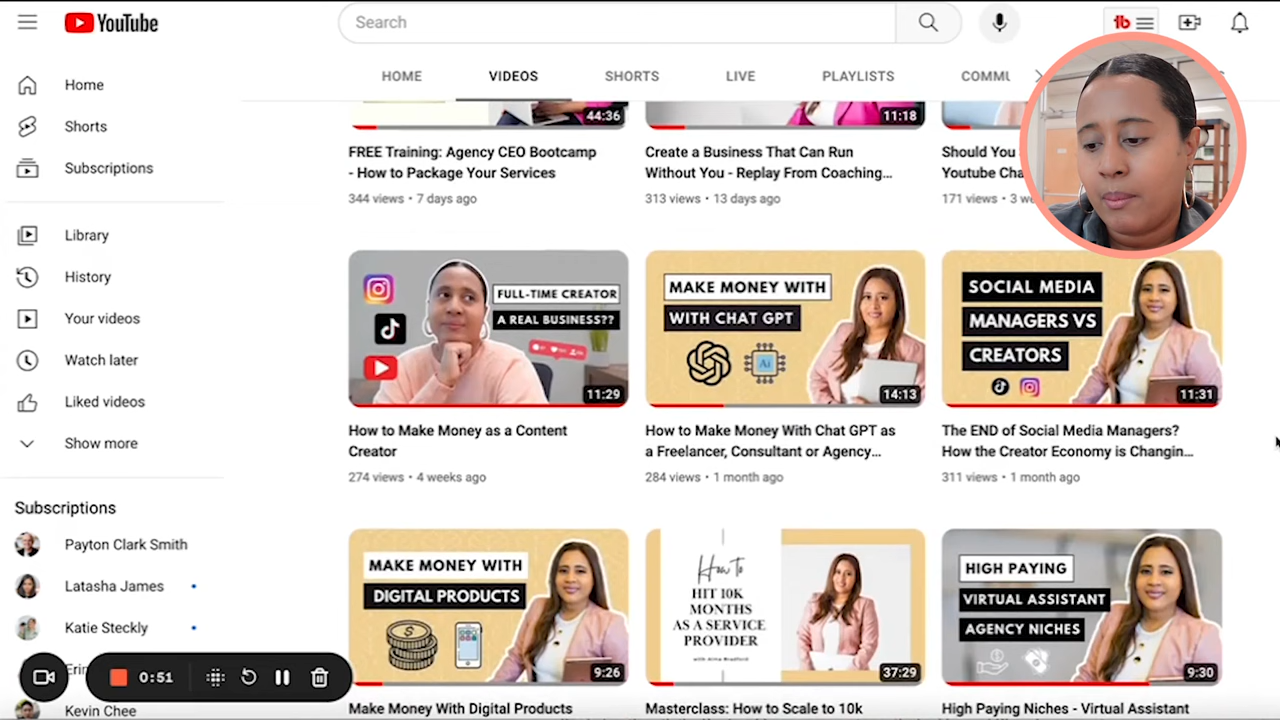 YouTube
Search
HOME
VIDEOS
SHORTS
LIVE
PLAYLISTS
COMMU
Home
Shorts
Subscriptions
Library
History
Your videos
Watch later
Liked videos
Show more
Subscriptions
Payton Clark Smith
Latasha James
Katie Steckly
Erin
Kevin Chee
0:51
44:36
FREE Training: Agency CEO Bootcamp
- How to Package Your Services
344 views • 7 days ago
11:18
Create a Business That Can Run
Without You - Replay From Coaching...
313 views • 13 days ago
Should You
Youtube Cha
171 views • 3 we
FULL-TIME CREATOR
A REAL BUSINESS??
11:29
How to Make Money as a Content
Creator
274 views • 4 weeks ago
MAKE MONEY WITH
WITH CHAT GPT
Ai
14:13
How to Make Money With Chat GPT as
a Freelancer, Consultant or Agency...
284 views • 1 month ago
SOCIAL MEDIA
MANAGERS VS
CREATORS
11:31
The END of Social Media Managers?
How the Creator Economy is Changin...
311 views • 1 month ago
MAKE MONEY WITH
DIGITAL PRODUCTS
9:26
Make Money With Digital Products
How to
HIT 10K
MONTHS
AS A SERVICE
PROVIDER
with Alna Bradford
37:29
Masterclass: How to Scale to 10k
HIGH PAYING
VIRTUAL ASSISTANT
AGENCY NICHES
9:30
High Paying Niches - Virtual Assistant